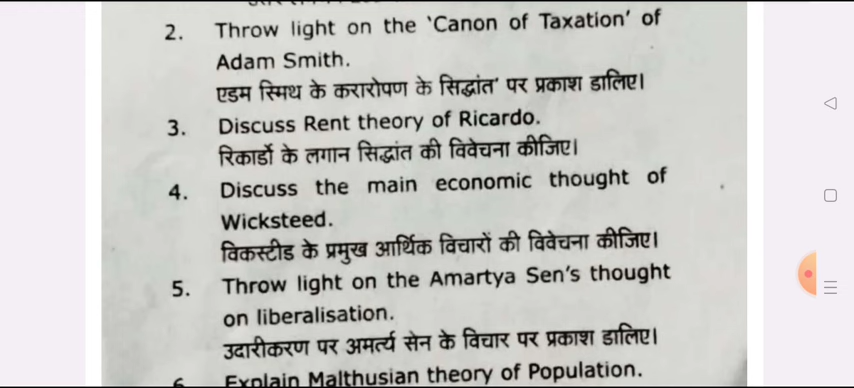 2. Throw light on the 'Canon of Taxation' of
Adam Smith.
एडम स्मिथ के करारोपण के सिद्धांत' पर प्रकाश डालिए।
3. Discuss Rent theory of Ricardo.
रिकार्डो के लगान सिद्धांत की विवेचना कीजिए।
4. Discuss the main economic thought of
Wicksteed.
विकस्टीड के प्रमुख आर्थिक विचारों की विवेचना कीजिए।
5. Throw light on the Amartya Sen's thought
on liberalisation.
उदारीकरण पर अमर्त्य सेन के विचार पर प्रकाश डालिए।
Explain Malthusian theory of Population.